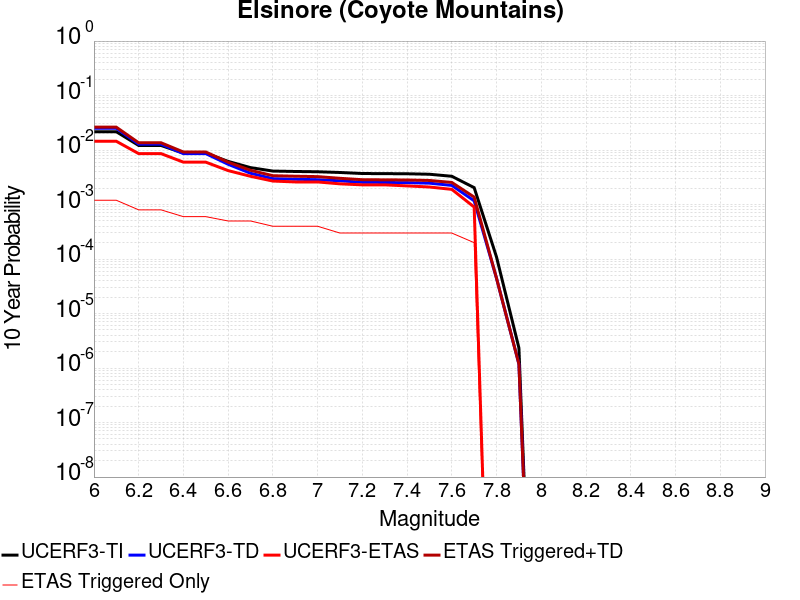 Elsinore (Coyote Mountains)
10 0
10 -1
10 -2
10 -3
10 -4
10 -5
10 -6
10 -7
10 -8
10 Year Probability
6 6.2 6.4 6.6 6.8 7 7.2 7.4 7.6 7.8 8 8.2 8.4 8.6 8.8 9
Magnitude
UCERF3-TI UCERF3-TD UCERF3-ETAS ETAS Triggered+TD
ETAS Triggered Only